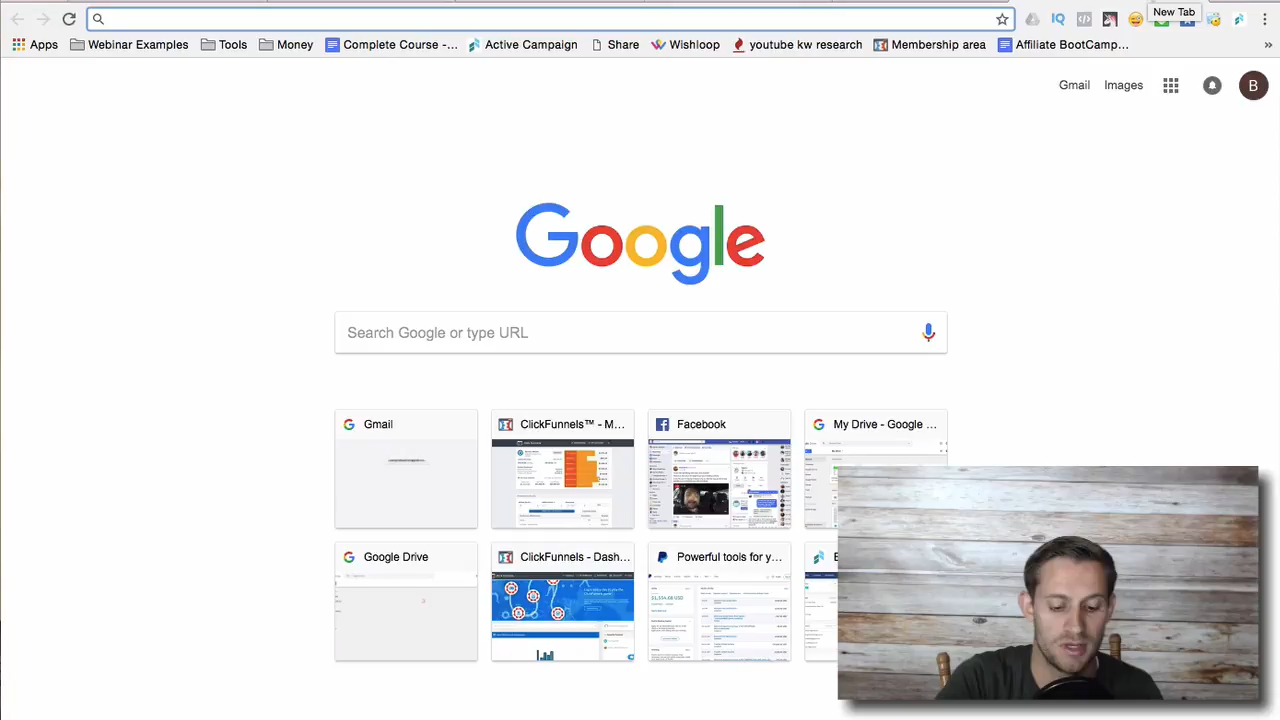 New Tab
Apps
Webinar Examples
Tools
Money
Complete Course -...
Active Campaign
Share
Wishloop
youtube kw research
Membership area
Affiliate BootCamp...
»
Gmail
Images
B
Google
Search Google or type URL
Gmail
ClickFunnels™ - M...
Facebook
My Drive - Google ...
Google Drive
ClickFunnels - Dash...
Powerful tools for y...